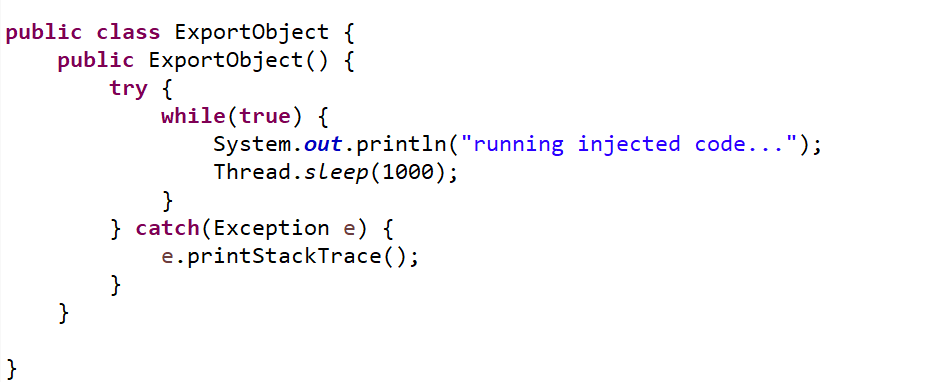 public class ExportObject {
    public ExportObject() {
        try {
            while(true) {
                System.out.println("running injected code...");
                Thread.sleep(1000);
            }
        } catch(Exception e) {
            e.printStackTrace();
        }
    }
}